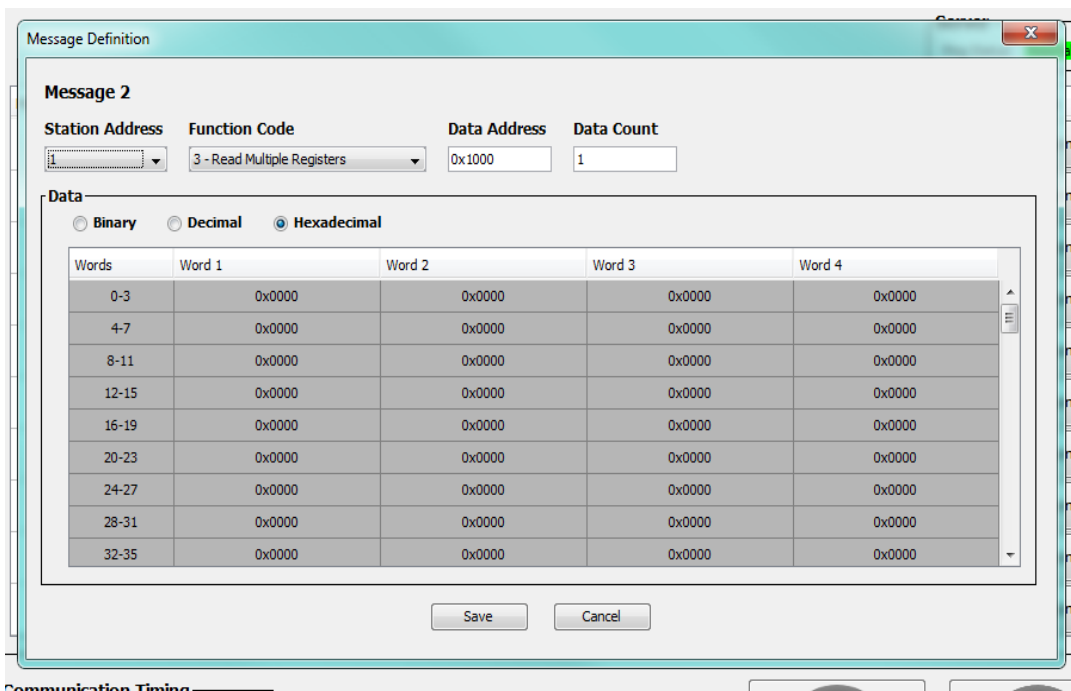 Message Definition
Message 2
Station Address Function Code Data Address Data Count
1 3 - Read Multiple Registers 0x1000 1
Data
Binary Decimal Hexadecimal
Words Word 1 Word 2 Word 3 Word 4
0-3 0x0000 0x0000 0x0000 0x0000
4-7 0x0000 0x0000 0x0000 0x0000
8-11 0x0000 0x0000 0x0000 0x0000
12-15 0x0000 0x0000 0x0000 0x0000
16-19 0x0000 0x0000 0x0000 0x0000
20-23 0x0000 0x0000 0x0000 0x0000
24-27 0x0000 0x0000 0x0000 0x0000
28-31 0x0000 0x0000 0x0000 0x0000
32-35 0x0000 0x0000 0x0000 0x0000
Save Cancel
Communication Timing